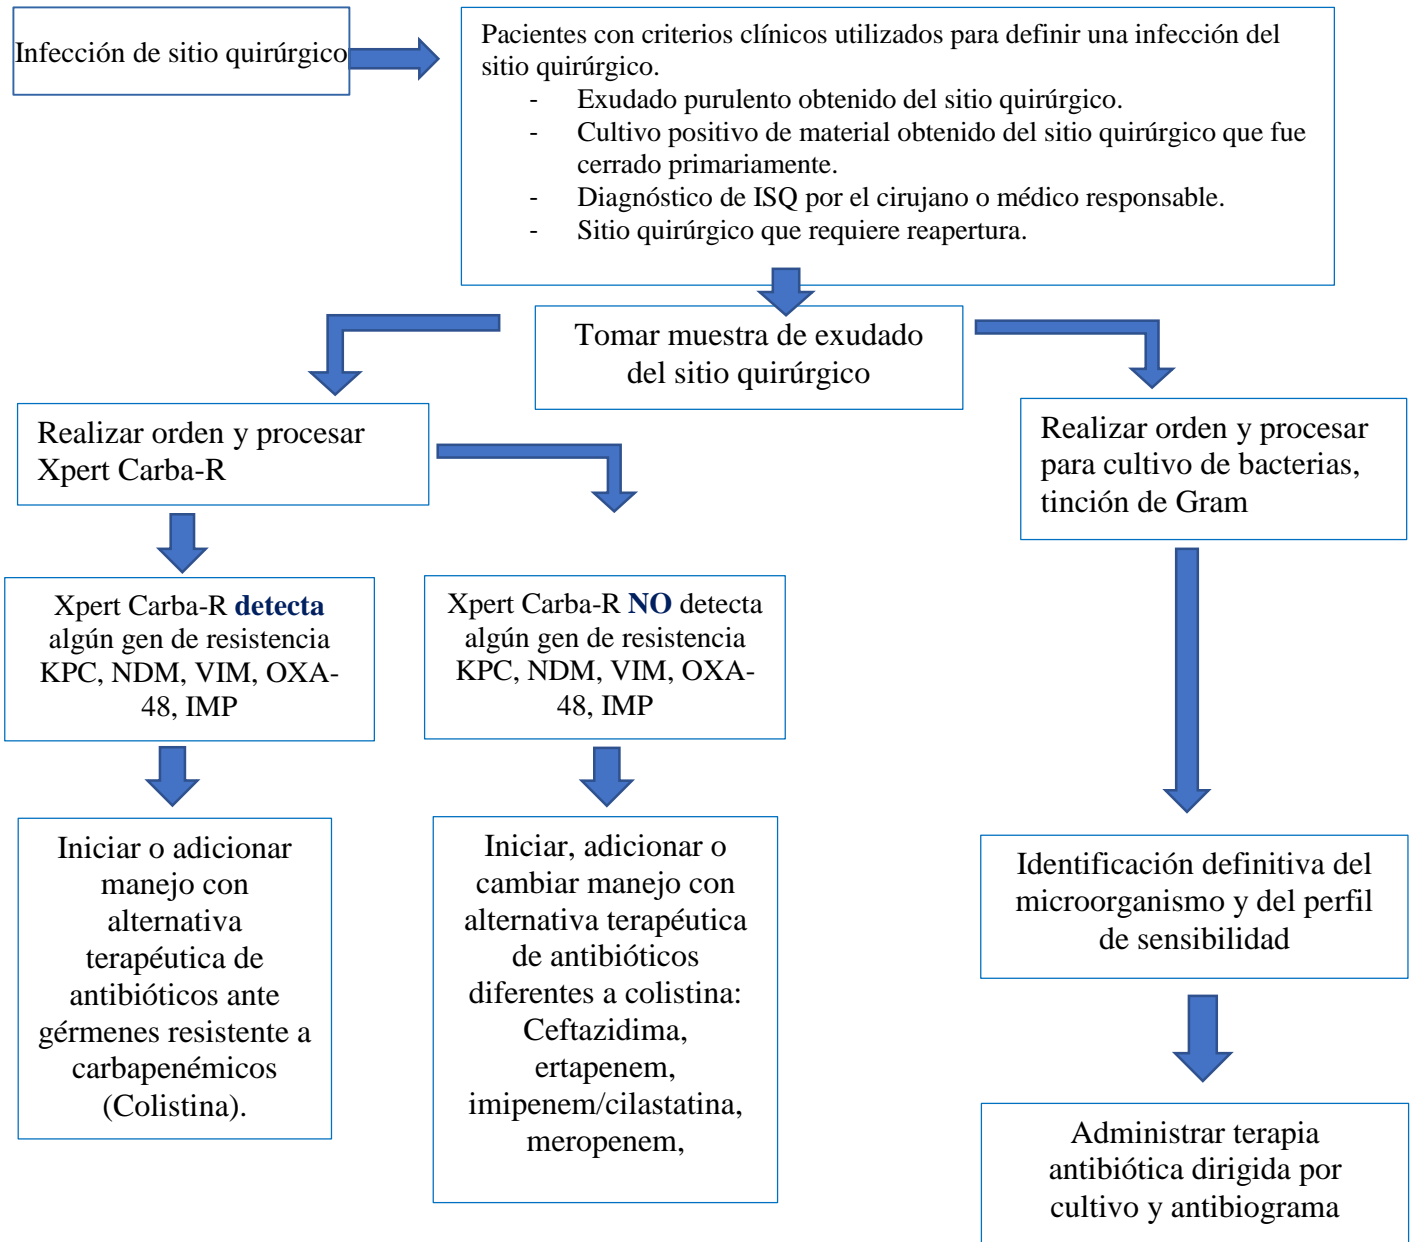 Infección de sitio quirúrgico
Pacientes con criterios clínicos utilizados para definir una infección del
sitio quirúrgico.
- Exudado purulento obtenido del sitio quirúrgico.
- Cultivo positivo de material obtenido del sitio quirúrgico que fue
cerrado primariamente.
- Diagnóstico de ISQ por el cirujano o médico responsable.
- Sitio quirúrgico que requiere reapertura.
Tomar muestra de exudado
del sitio quirúrgico
Realizar orden y procesar
Xpert Carba-R
Realizar orden y procesar
para cultivo de bacterias,
tinción de Gram
Xpert Carba-R detecta
algún gen de resistencia
KPC, NDM, VIM, OXA-
48, IMP
Xpert Carba-R NO detecta
algún gen de resistencia
KPC, NDM, VIM, OXA-
48, IMP
Iniciar o adicionar
manejo con
alternativa
terapéutica de
antibióticos ante
gérmenes resistente a
carbapenémicos
(Colistina).
Iniciar, adicionar o
cambiar manejo con
alternativa terapéutica
de antibióticos
diferentes a colistina:
Ceftazidima,
ertapenem,
imipenem/cilastatina,
meropenem,
Identificación definitiva del
microorganismo y del perfil
de sensibilidad
Administrar terapia
antibiótica dirigida por
cultivo y antibiograma